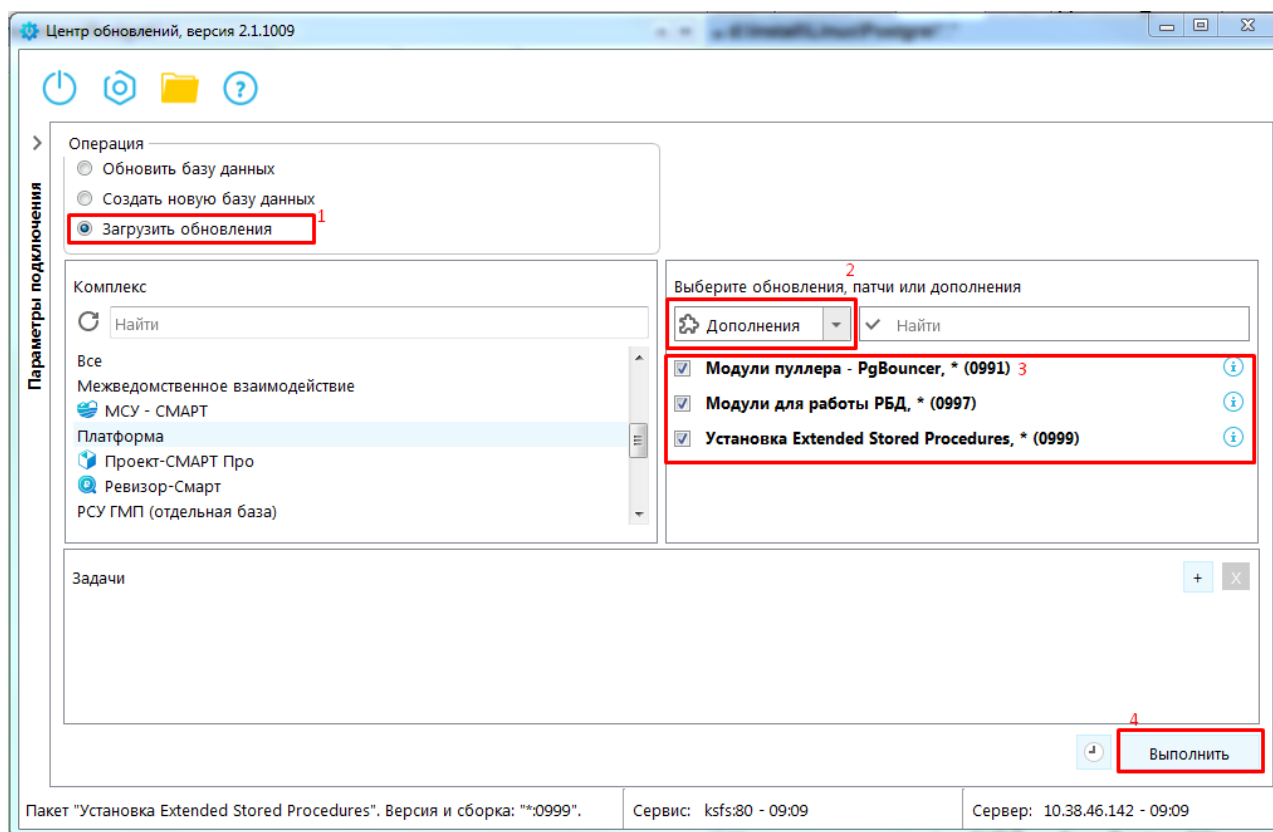 Центр обновлений, версия 2.1.1009
Параметры подключения
Операция
Обновить базу данных
Создать новую базу данных
1
Загрузить обновления
Комплекс
Найти
Все
Межведомственное взаимодействие
МСУ - СМАРТ
Платформа
Проект-СМАРТ Про
Ревизор-Смарт
РСУ ГМП (отдельная база)
2
Выберите обновления, патчи или дополнения
Дополнения
Найти
Модули пуллера - PgBouncer, * (0991) 3
Модули для работы РБД, * (0997)
Установка Extended Stored Procedures, * (0999)
Задачи
+ X
4
Выполнить
Пакет "Установка Extended Stored Procedures". Версия и сборка: "*:0999". Сервис: ksfs:80 - 09:09 Сервер: 10.38.46.142 - 09:09